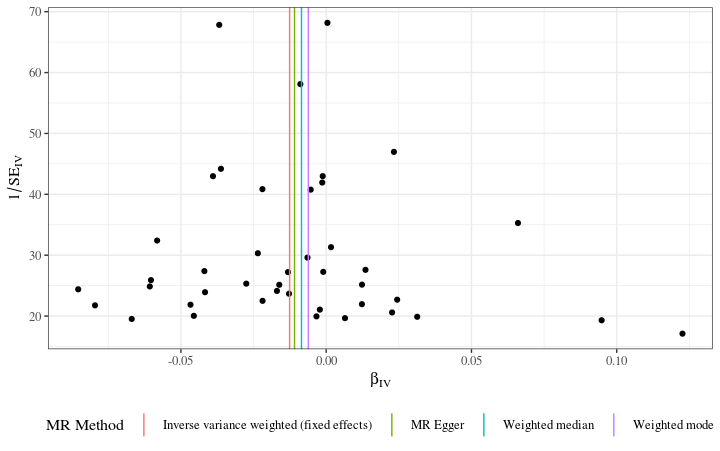 70
60
50
40
30
20
1/SE_IV
-0.05 0.00 0.05 0.10
β_IV
MR Method Inverse variance weighted (fixed effects) MR Egger Weighted median Weighted mode